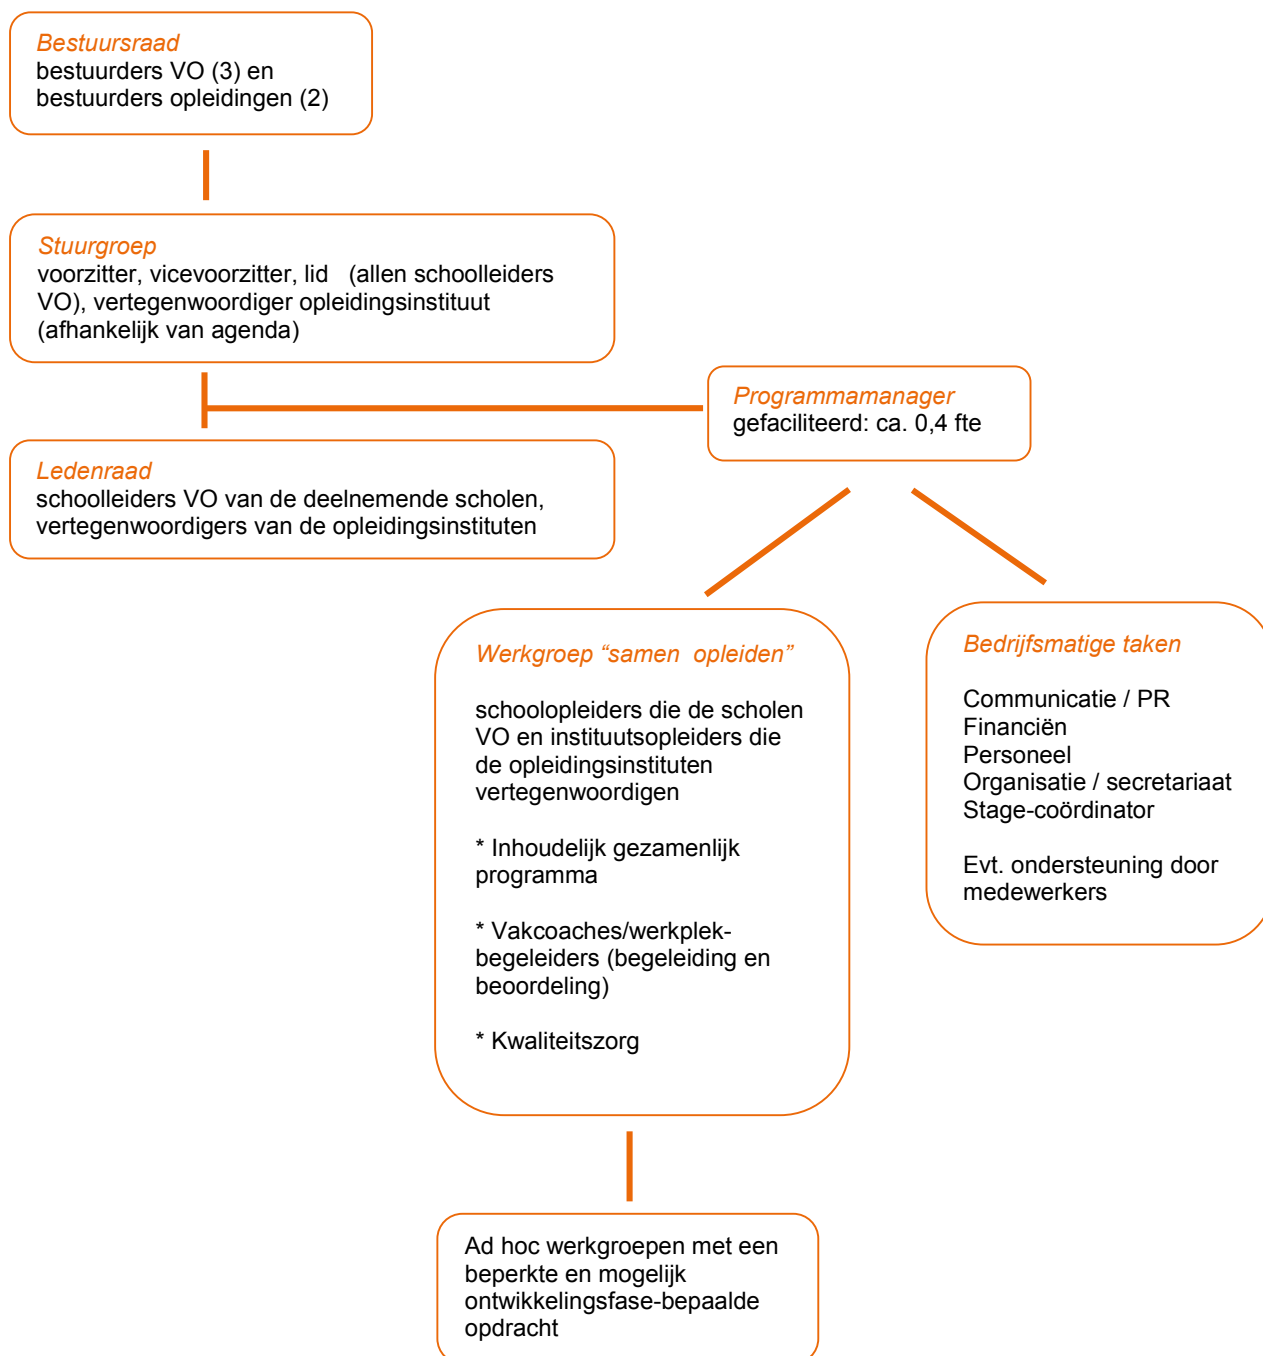 Bestuursraad
bestuurders VO (3) en
bestuurders opleidingen (2)
Stuurgroep
voorzitter, vicevoorzitter, lid (allen schoolleiders
VO), vertegenwoordiger opleidingsinstituut
(afhankelijk van agenda)
Programmamanager
gefaciliteerd: ca. 0,4 fte
Ledenraad
schoolleiders VO van de deelnemende scholen,
vertegenwoordigers van de opleidingsinstituten
Werkgroep “samen opleiden”
schoolopleiders die de scholen
VO en instituutsopleiders die
de opleidingsinstituten
vertegenwoordigen
* Inhoudelijk gezamenlijk
programma
* Vakcoaches/werkplek-
begeleiders (begeleiding en
beoordeling)
* Kwaliteitszorg
Bedrijfsmatige taken
Communicatie / PR
Financiën
Personeel
Organisatie / secretariaat
Stage-coördinator
Evt. ondersteuning door
medewerkers
Ad hoc werkgroepen met een
beperkte en mogelijk
ontwikkelingsfase-bepaalde
opdracht